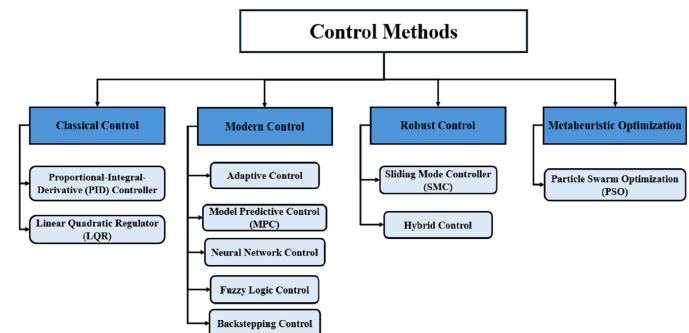 Control Methods
Classical Control
Modern Control
Robust Control
Metaheuristic Optimization
Proportional-Integral-
Derivative (PID) Controller
Linear Quadratic Regulator
(LQR)
Adaptive Control
Model Predictive Control
(MPC)
Neural Network Control
Fuzzy Logic Control
Backstepping Control
Sliding Mode Controller
(SMC)
Hybrid Control
Particle Swarm Optimization
(PSO)